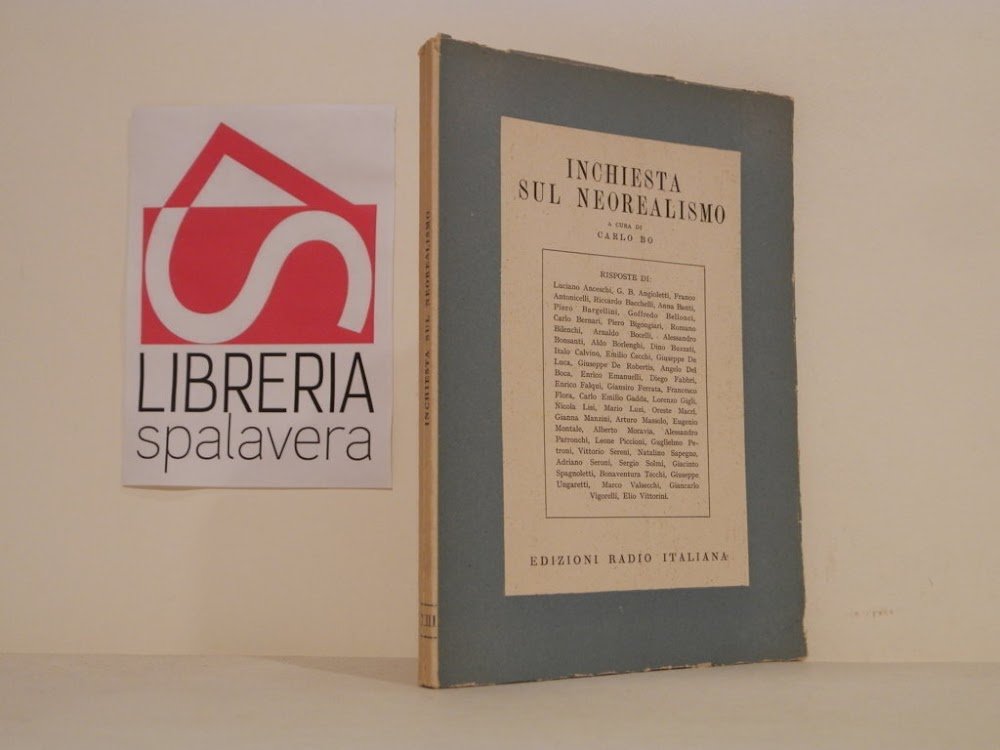 LIBRERIA
spalavera
INCHIESTA SUL NEOREALISMO
INCHIESTA
SUL NEOREALISMO
A CURA DI
CARLO BO
RISPOSTE DI:
Luciano Anceschi, G. B. Angioletti, Franco
Antonicelli, Riccardo Bacchelli, Anna Banti,
Piero Bargellini, Goffredo Bellonci,
Carlo Bernari, Piero Bigongiari, Romano
Bilenchi, Arnaldo Bocelli, Alessandro
Bonsanti, Aldo Borlenghi, Dino Buzzati,
Italo Calvino, Emilio Cecchi, Giuseppe De
Luca, Giuseppe De Robertis, Angelo Del
Boca, Enrico Emanuelli, Diego Fabbri,
Enrico Falqui, Giansiro Ferrata, Francesco
Flora, Carlo Emilio Gadda, Lorenzo Gigli,
Nicola Lisi, Mario Luzi, Oreste Macrí,
Gianna Manzini, Arturo Massolo, Eugenio
Montale, Alberto Moravia, Alessandro
Parronchi, Leone Piccioni, Guglielmo Pe-
troni, Vittorio Sereni, Natalino Sapegno,
Adriano Seroni, Sergio Solmi, Giacinto
Spagnoletti, Bonaventura Tecchi, Giuseppe
Ungaretti, Marco Valsecchi, Giancarlo
Vigorelli, Elio Vittorini.
EDIZIONI RADIO ITALIANA